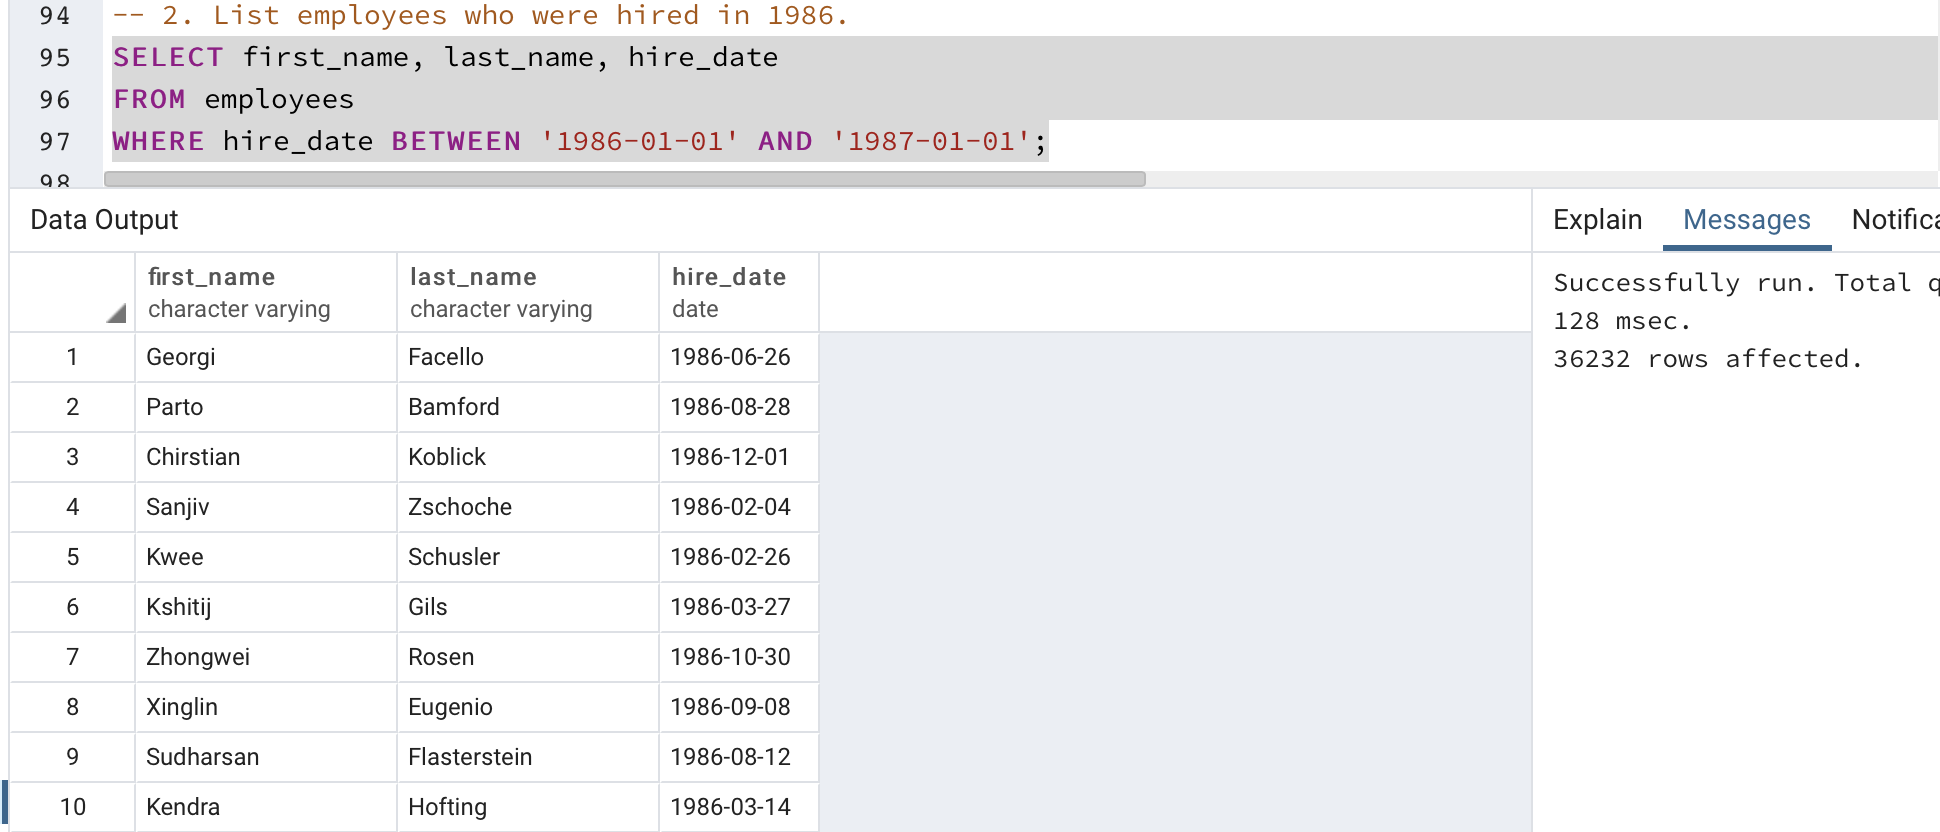 94 -- 2. List employees who were hired in 1986.
95 SELECT first_name, last_name, hire_date
96 FROM employees
97 WHERE hire_date BETWEEN '1986-01-01' AND '1987-01-01';
98
Data Output
Explain Messages
first_name last_name hire_date
character varying character varying date
Successfully run. Total
128 msec.
36232 rows affected.
1 Georgi Facello 1986-06-26
2 Parto Bamford 1986-08-28
3 Chirstian Koblick 1986-12-01
4 Sanjiv Zschoche 1986-02-04
5 Kwee Schusler 1986-02-26
6 Kshitij Gils 1986-03-27
7 Zhongwei Rosen 1986-10-30
8 Xinglin Eugenio 1986-09-08
9 Sudharsan Flasterstein 1986-08-12
10 Kendra Hofting 1986-03-14